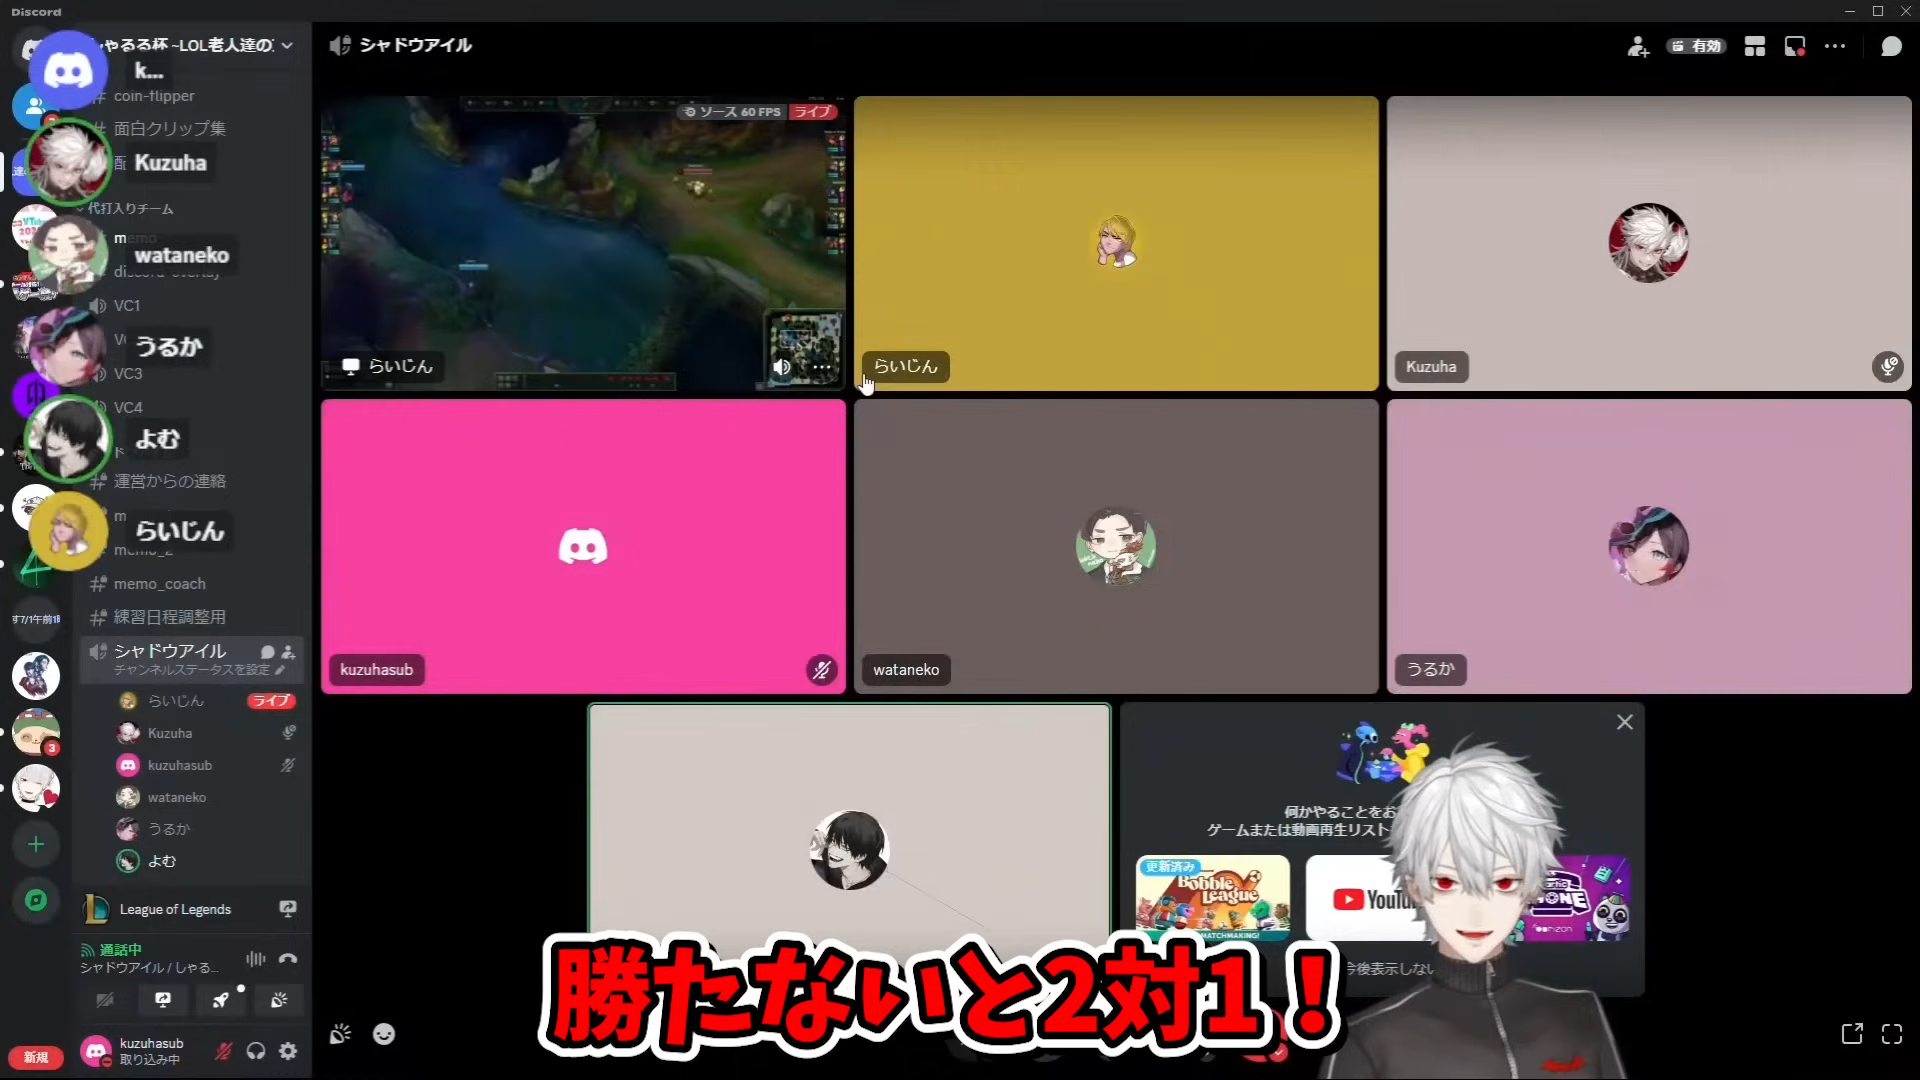 Discord
しゃるる杯 ~LOL老人達の
k...
coin-flipper
面白クリップ集
Kuzuha
代打入りチーム
wataneko
VC1
うるか
VC3
VC4
よむ
運営からの連絡
らいじん
memo_2
memo_coach
練習日程調整用
シャドウアイル
チャンネルステータスを設定
らいじん
ライブ
Kuzuha
kuzuhasub
wataneko
うるか
よむ
League of Legends
通話中
シャドウアイル / しゃる...
kuzuhasub
取り込み中
新規
3
シャドウアイル
有効
ソース 60 FPS
ライブ
らいじん
らいじん
Kuzuha
kuzuhasub
wataneko
うるか
何かやることをお
ゲームまたは動画再生リスト
更新済み
Bobble League
MATCHMAKING!
YouTu
今後表示しない
勝たないと2対1！